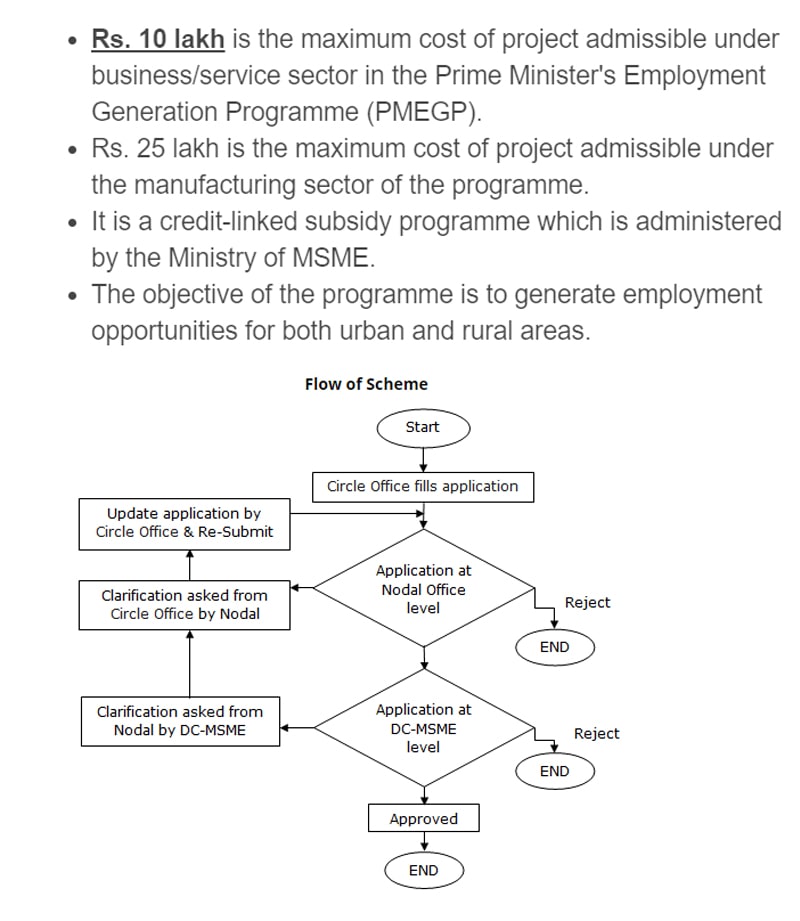 • Rs. 10 lakh is the maximum cost of project admissible under
business/service sector in the Prime Minister's Employment
Generation Programme (PMEGP).
• Rs. 25 lakh is the maximum cost of project admissible under
the manufacturing sector of the programme.
• It is a credit-linked subsidy programme which is administered
by the Ministry of MSME.
• The objective of the programme is to generate employment
opportunities for both urban and rural areas.
Flow of Scheme
Start
Circle Office fills application
Update application by
Circle Office & Re-Submit
Application at
Nodal Office
level
Clarification asked from
Circle Office by Nodal
Reject
END
Clarification asked from
Nodal by DC-MSME
Application at
DC-MSME
level
Reject
END
Approved
END